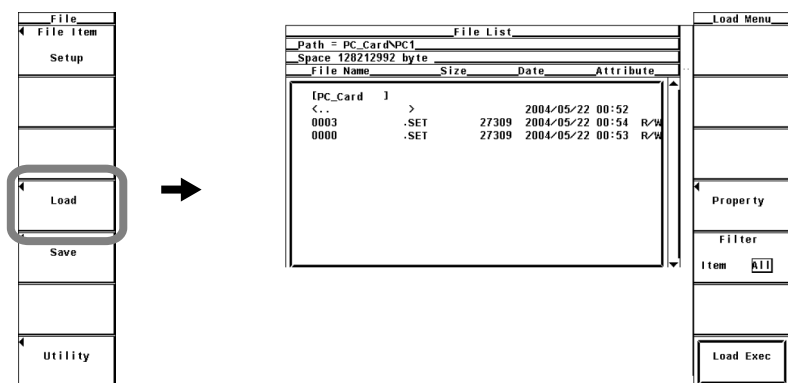 File
File Item
Setup
Load
Save
Utility
File List
Path = PC_Card\PC1
Space 128212992 byte
File Name Size Date Attribute
[PC_Card ]
<.. > 2004/05/22 00:52
0003 .SET 27309 2004/05/22 00:54 R/W
0000 .SET 27309 2004/05/22 00:53 R/W
Load Menu
Property
Filter
Item All
Load Exec